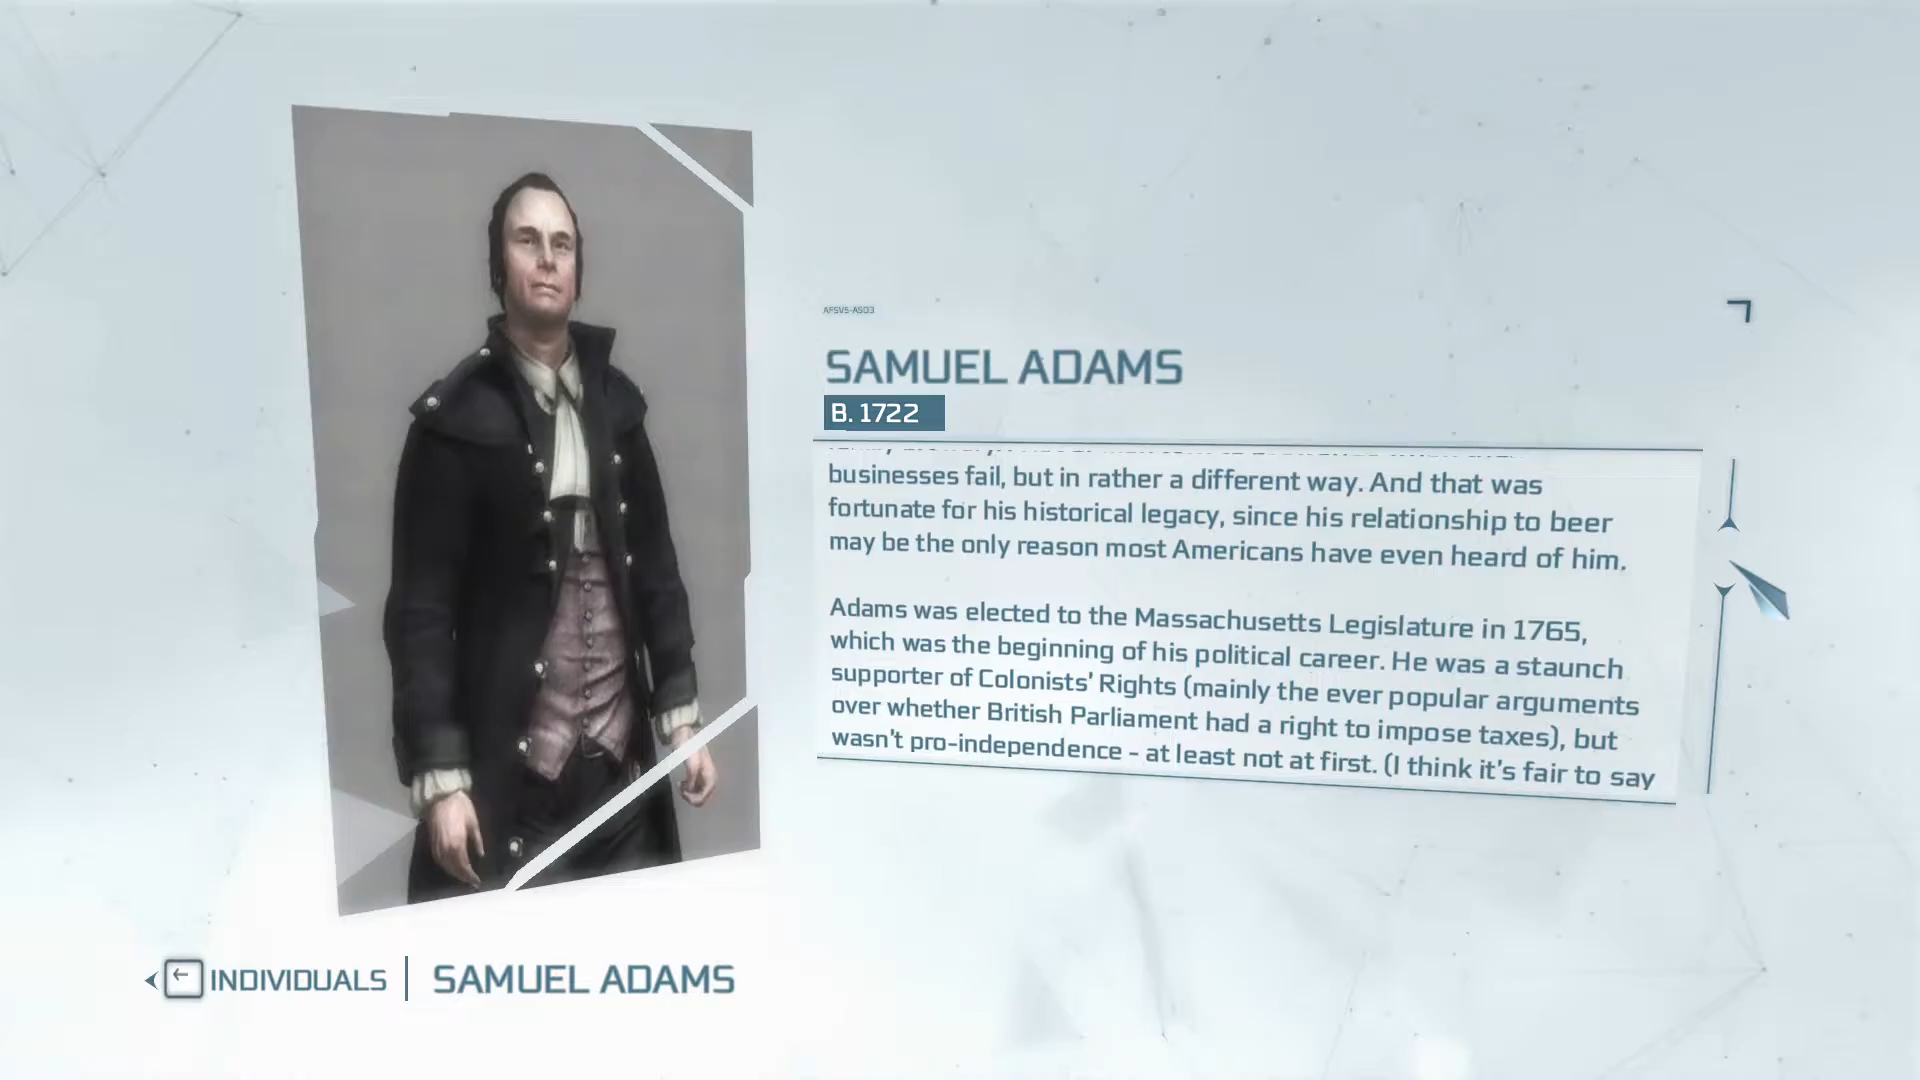 AFSVS-AS03
SAMUEL ADAMS
B. 1722
businesses fail, but in rather a different way. And that was
fortunate for his historical legacy, since his relationship to beer
may be the only reason most Americans have even heard of him.
Adams was elected to the Massachusetts Legislature in 1765,
which was the beginning of his political career. He was a staunch
supporter of Colonists' Rights (mainly the ever popular arguments
over whether British Parliament had a right to impose taxes), but
wasn't pro-independence - at least not at first. (I think it's fair to say
INDIVIDUALS
SAMUEL ADAMS